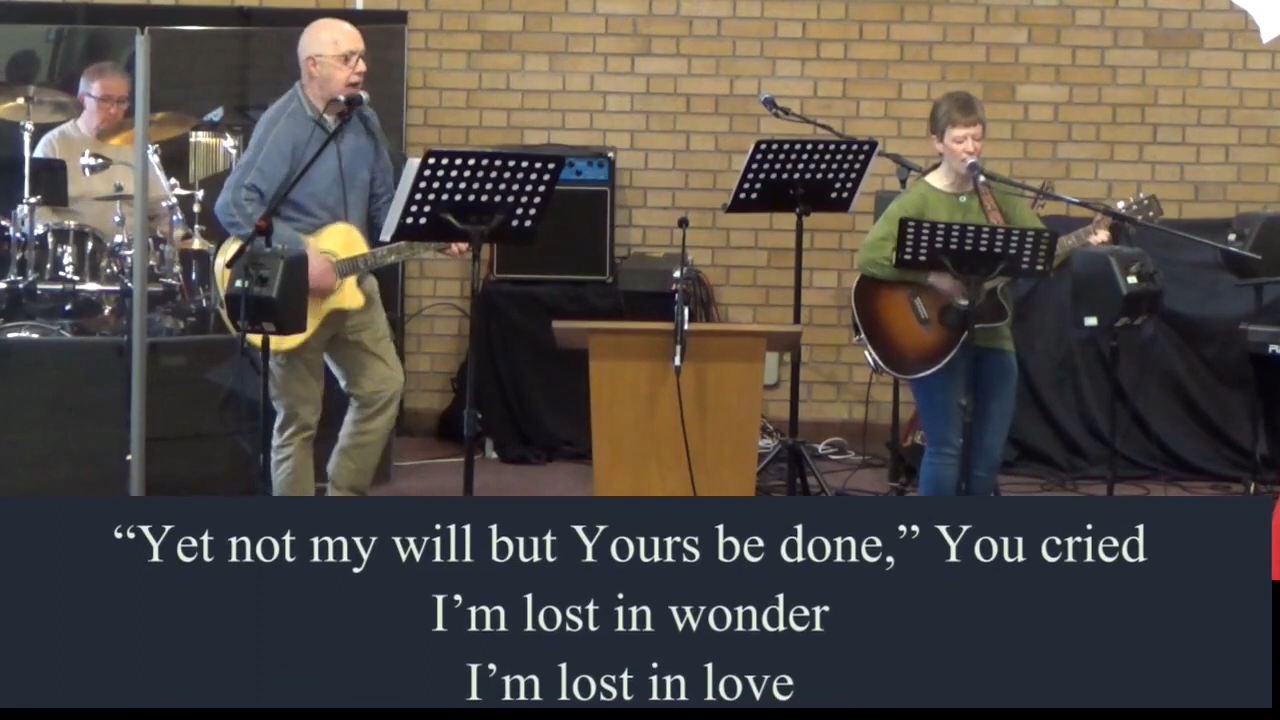 “Yet not my will but Yours be done,” You cried
I’m lost in wonder
I’m lost in love